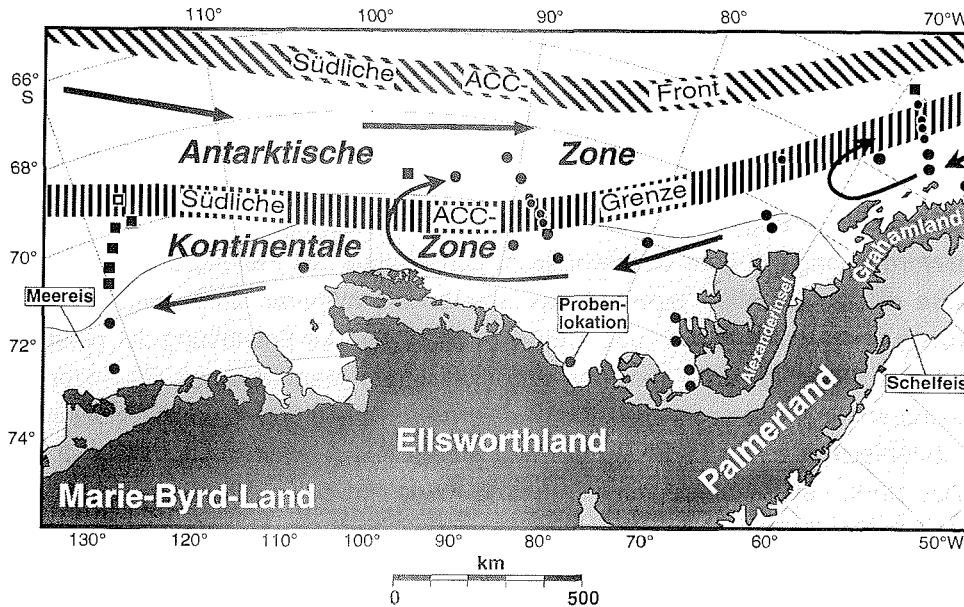 110° 100° 90° 80° 70°W
66°
S
68°
70°
72°
74°
Südliche ACC- Front
Antarktische Zone
Südliche ACC- Grenze
Kontinentale Zone
Meereis
Proben-
lokation
Alexanderinsel
Grahamland
Schelfeis
Palmerland
Ellsworthland
Marie-Byrd-Land
130° 120° 110° 100° 90° 80° 70° 60° 50°W
km
0 500